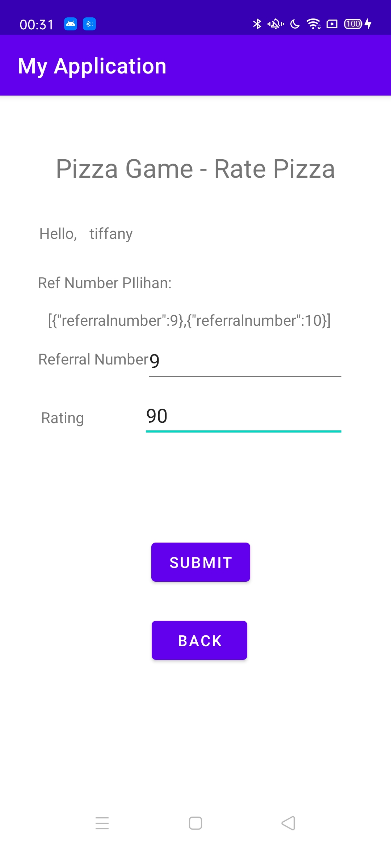 00:31
100
My Application
Pizza Game - Rate Pizza
Hello, tiffany
Ref Number PIlihan:
[{"referralnumber":9},{"referralnumber":10}]
Referral Number 9
Rating 90
SUBMIT
BACK